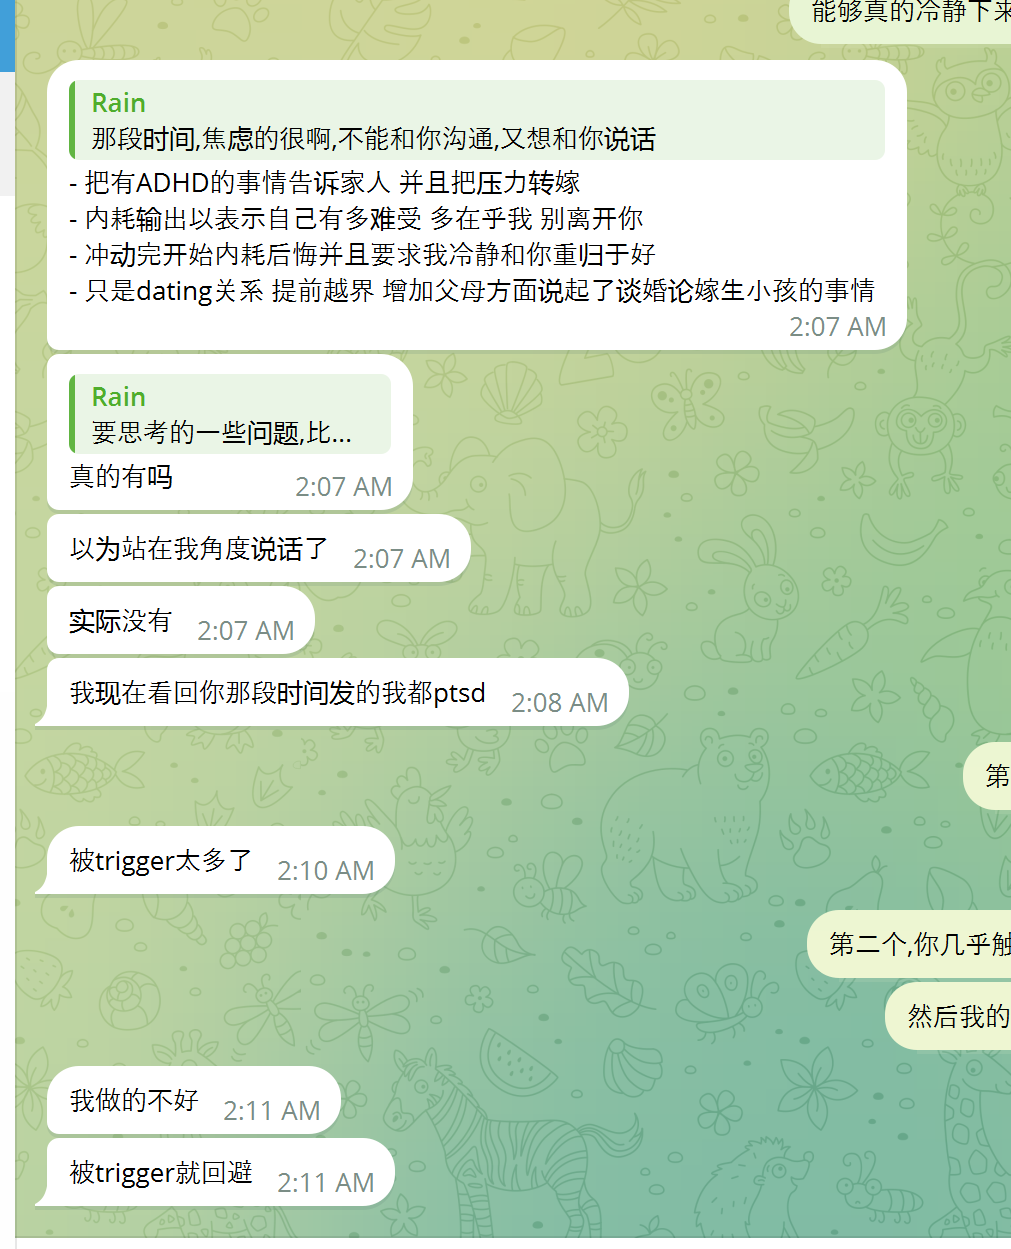 能够真的冷静下来
Rain
那段时间,焦虑的很啊,不能和你沟通,又想和你说话
- 把有ADHD的事情告诉家人 并且把压力转嫁
- 内耗输出以表示自己有多难受 多在乎我 别离开你
- 冲动完开始内耗后悔并且要求我冷静和你重归于好
- 只是dating关系 提前越界 增加父母方面说起了谈婚论嫁生小孩的事情
2:07 AM
Rain
要思考的一些问题,比...
真的有吗 2:07 AM
以为站在我角度说话了 2:07 AM
实际没有 2:07 AM
我现在看回你那段时间发的我都ptsd 2:08 AM
第
被trigger太多了 2:10 AM
第二个,你几乎触
然后我的
我做的不好 2:11 AM
被trigger就回避 2:11 AM